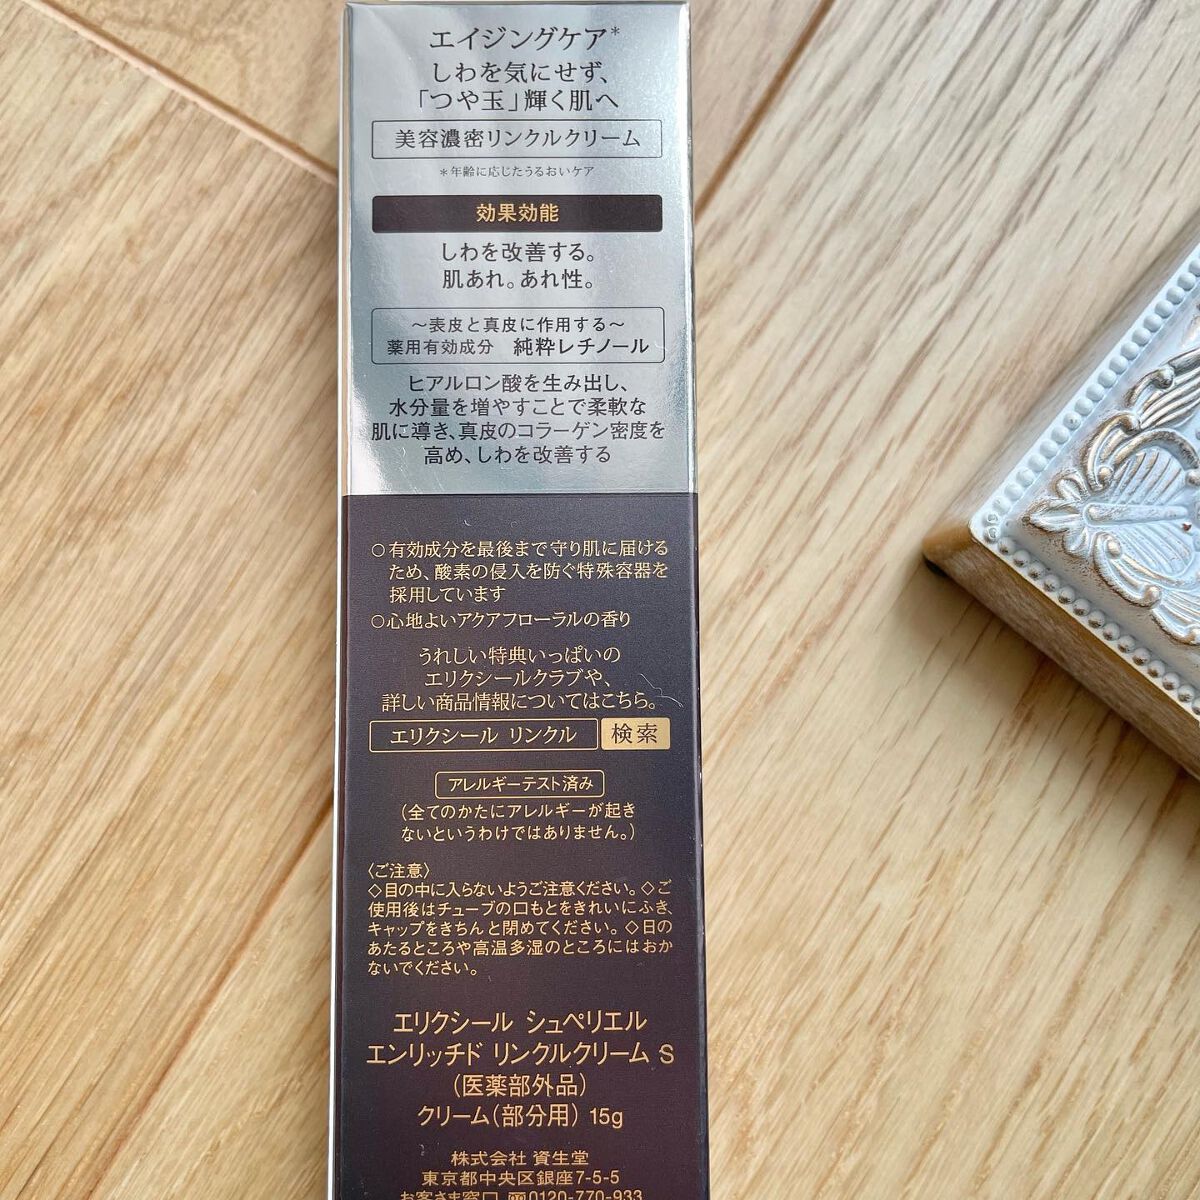 エイジングケア*
しわを気にせず、
「つや玉」輝く肌へ
美容濃密リンクルクリーム
*年齢に応じたうるおいケア
効果効能
しわを改善する。
肌あれ。あれ性。
～表皮と真皮に作用する～
薬用有効成分 純粋レチノール
ヒアルロン酸を生み出し、
水分量を増やすことで柔軟な
肌に導き、真皮のコラーゲン密度を
高め、しわを改善する
○有効成分を最後まで守り肌に届ける
ため、酸素の侵入を防ぐ特殊容器を
採用しています
○心地よいアクアフローラルの香り
うれしい特典いっぱいの
エリクシールクラブや、
詳しい商品情報についてはこちら。
エリクシール リンクル 検索
アレルギーテスト済み
（全てのかたにアレルギーが起き
ないというわけではありません。）
〈ご注意〉
◇目の中に入らないようご注意ください。◇ご
使用後はチューブの口もとをきれいにふき、
キャップをきちんと閉めてください。◇日の
あたるところや高温多湿のところにはおか
ないでください。
エリクシール シュペリエル
エンリッチド リンクルクリーム S
（医薬部外品）
クリーム（部分用） 15g
株式会社 資生堂
東京都中央区銀座7-5-5
お客さま窓口 0120-770-933